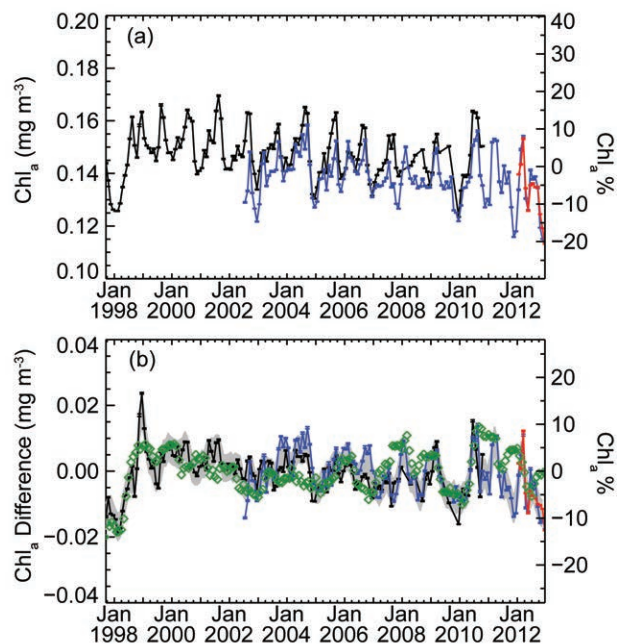 (a)
0.20
0.18
0.16
0.14
0.12
0.10
Chlₐ (mg m⁻³)
40
30
20
10
0
-10
-20
Chlₐ %
Jan Jan Jan Jan Jan Jan Jan Jan
1998 2000 2002 2004 2006 2008 2010 2012
(b)
0.04
0.02
0.00
-0.02
-0.04
Chlₐ Difference (mg m⁻³)
20
10
0
-10
-20
Chlₐ %
Jan Jan Jan Jan Jan Jan Jan Jan
1998 2000 2002 2004 2006 2008 2010 2012